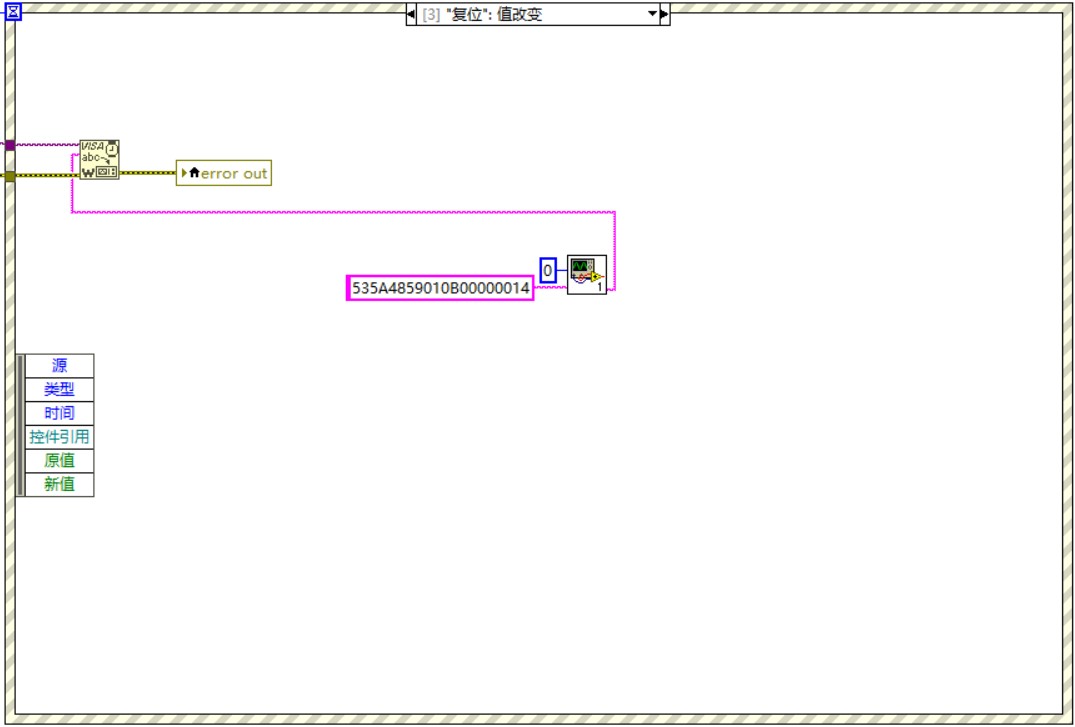 [3] "复位": 值改变
VISA
abc
W
error out
0
535A4859010B00000014
1
源
类型
时间
控件引用
原值
新值